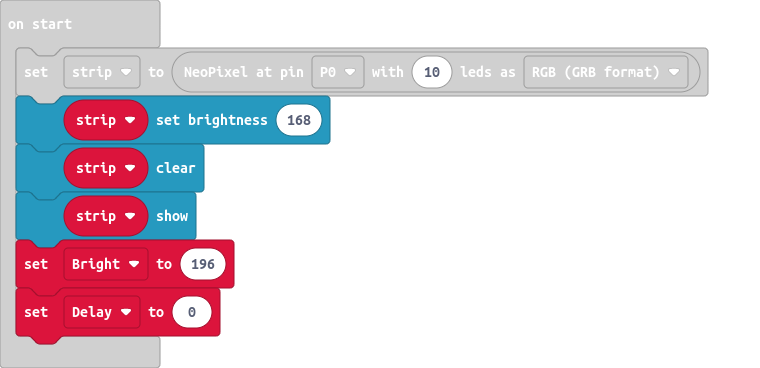 on start
set strip to NeoPixel at pin P0 with 10 leds as RGB (GRB format)
strip set brightness 168
strip clear
strip show
set Bright to 196
set Delay to 0